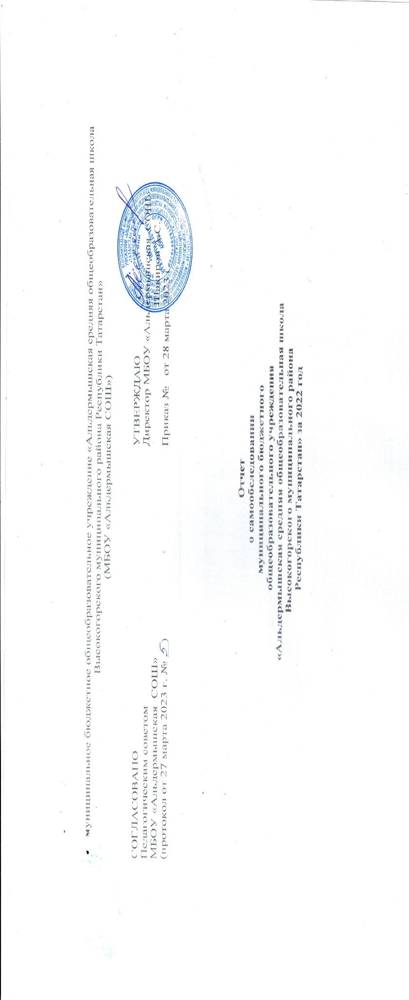 муниципальное бюджетное общеобразовательное учреждение «Альдермышская средняя общеобразовательная школа
Высокогорского муниципального района Республики Татарстан»
(МБОУ «Альдермышская СОШ»)
СОГЛАСОВАНО
Педагогическим советом
МБОУ «Альдермышская СОШ»
(протокол от 27 марта 2023 г. № 5)
УТВЕРЖДАЮ
Директор МБОУ «Альдермышская СОШ»
Шакиров А.С.
Приказ № от 28 марта 2023 г.
Отчет
о самообследовании
муниципального бюджетного
общеобразовательного учреждения
«Альдермышская средняя общеобразовательная школа
Высокогорского муниципального района
Республики Татарстан» за 2022 год